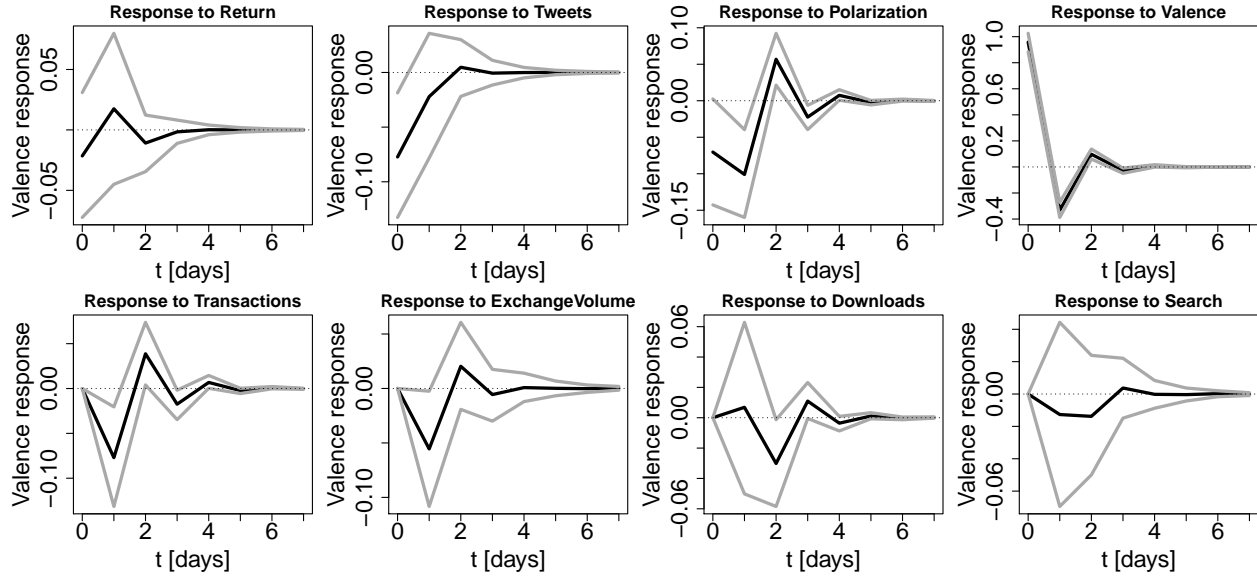 Response to Return
Valence response
0.05
−0.05
0 2 4 6
t [days]
Response to Tweets
Valence response
0.00
−0.10
0 2 4 6
t [days]
Response to Polarization
Valence response
0.10
0.00
−0.15
0 2 4 6
t [days]
Response to Valence
Valence response
1.0
0.6
0.2
−0.4
0 2 4 6
t [days]
Response to Transactions
Valence response
0.00
−0.10
0 2 4 6
t [days]
Response to ExchangeVolume
Valence response
0.00
−0.10
0 2 4 6
t [days]
Response to Downloads
Valence response
0.06
0.00
−0.06
0 2 4 6
t [days]
Response to Search
Valence response
0.00
−0.06
0 2 4 6
t [days]